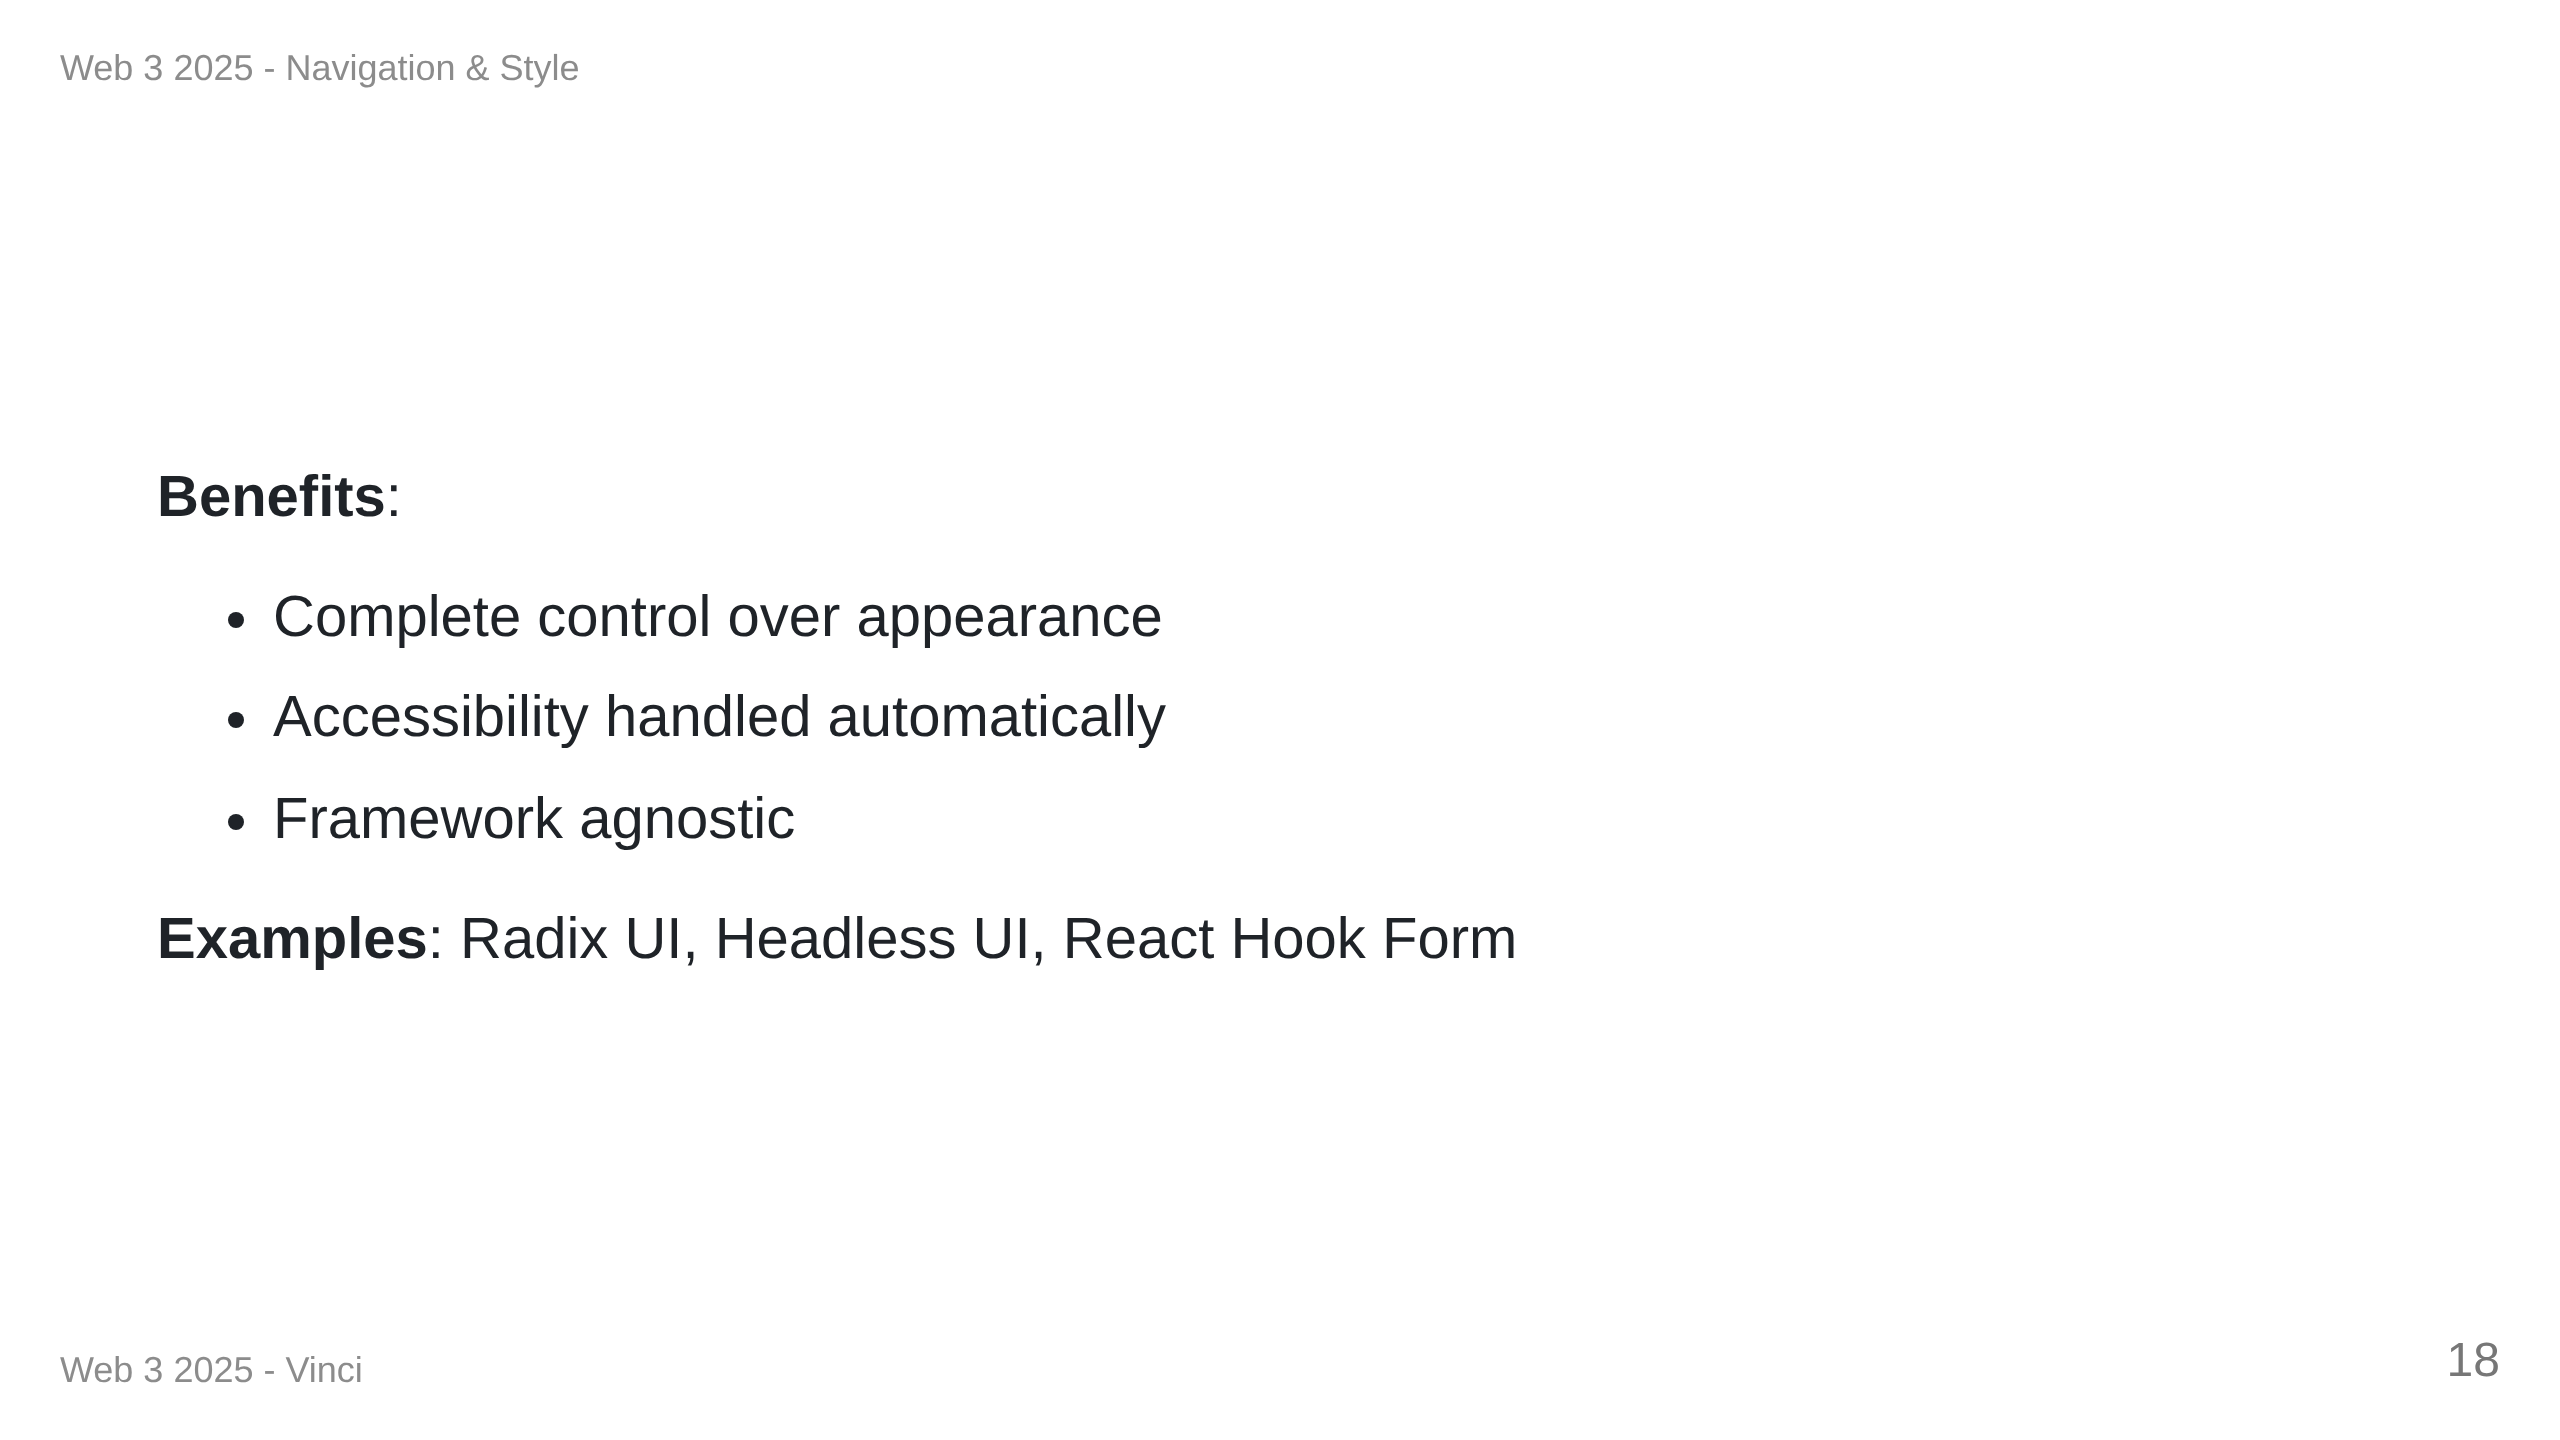 Web 3 2025 - Navigation & Style
Benefits:
• Complete control over appearance
• Accessibility handled automatically
• Framework agnostic
Examples: Radix UI, Headless UI, React Hook Form
Web 3 2025 - Vinci
18